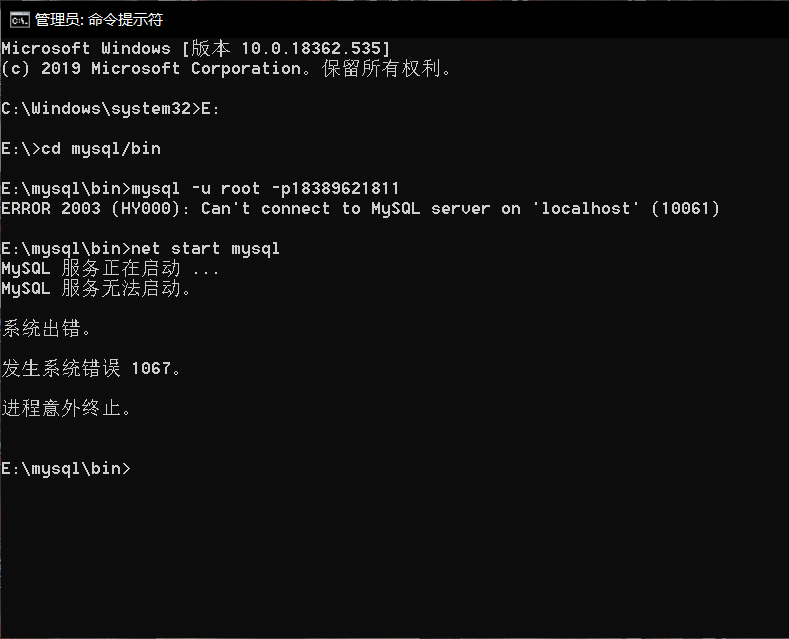 管理员: 命令提示符
Microsoft Windows [版本 10.0.18362.535]
(c) 2019 Microsoft Corporation。保留所有权利。
C:\Windows\system32>E:
E:\>cd mysql/bin
E:\mysql\bin>mysql -u root -p18389621811
ERROR 2003 (HY000): Can't connect to MySQL server on 'localhost' (10061)
E:\mysql\bin>net start mysql
MySQL 服务正在启动 ...
MySQL 服务无法启动。
系统出错。
发生系统错误 1067。
进程意外终止。
E:\mysql\bin>